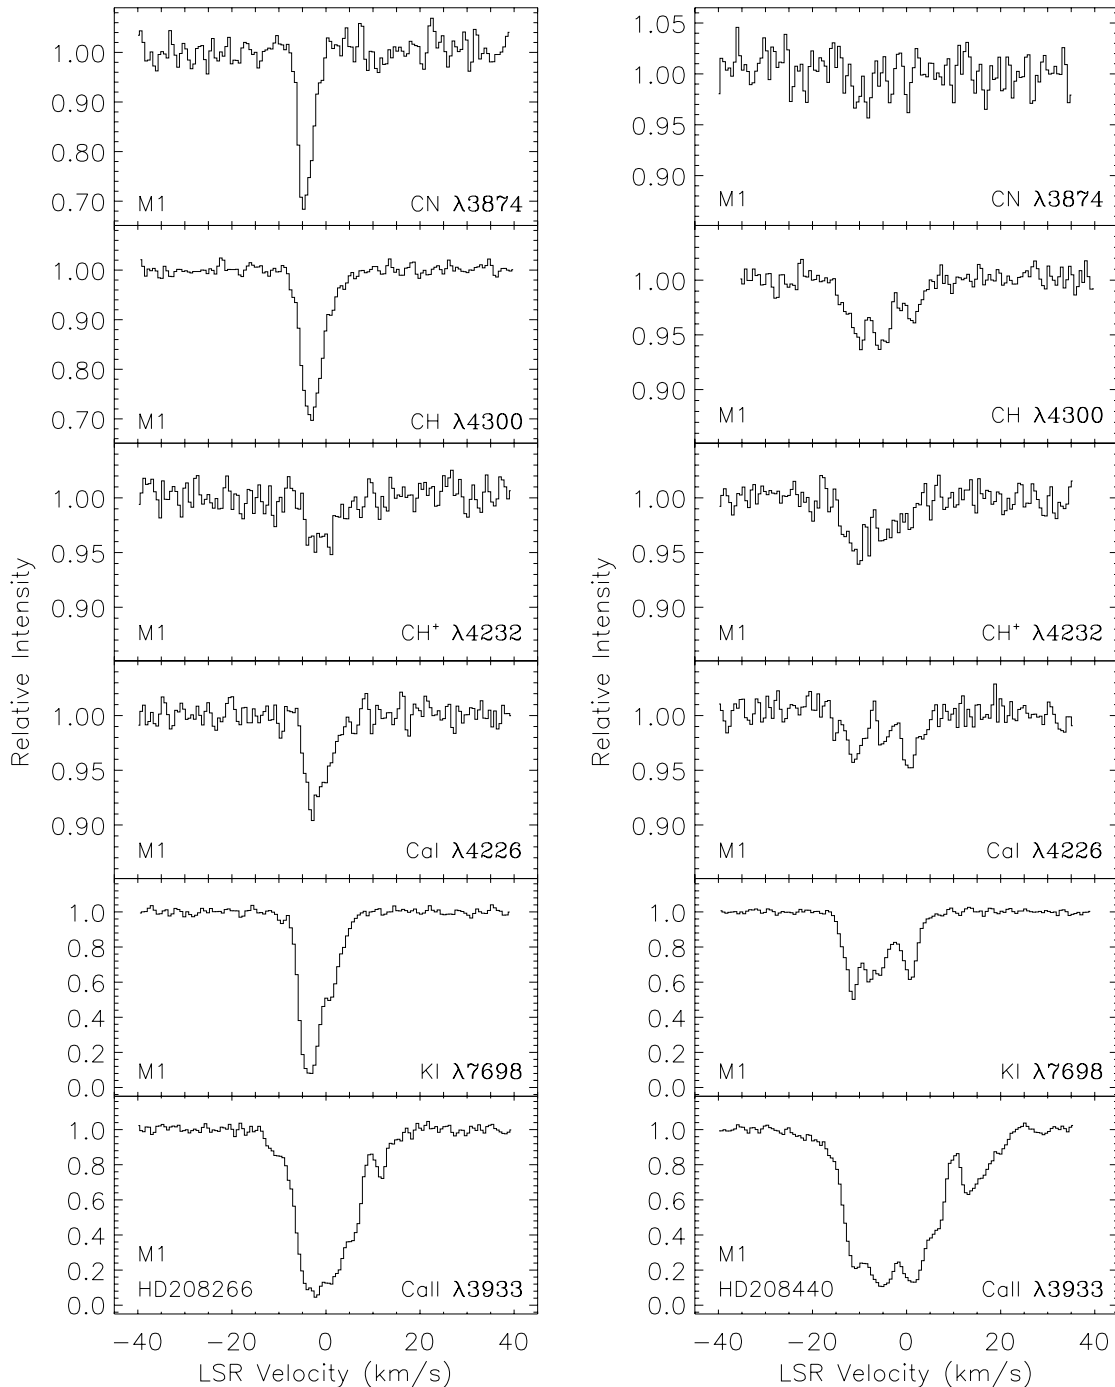 1.00
0.90
0.80
0.70
M1
CN λ3874
1.00
0.90
0.80
0.70
M1
CH λ4300
1.00
0.95
0.90
M1
CH⁺ λ4232
1.00
0.95
0.90
M1
CaI λ4226
1.0
0.8
0.6
0.4
0.2
0.0
M1
KI λ7698
1.0
0.8
0.6
0.4
0.2
0.0
M1
HD208266
CaII λ3933
−40
−20
0
20
40
LSR Velocity (km/s)
Relative Intensity
1.05
1.00
0.95
0.90
M1
CN λ3874
1.00
0.95
0.90
M1
CH λ4300
1.00
0.95
0.90
M1
CH⁺ λ4232
1.00
0.95
0.90
M1
CaI λ4226
1.0
0.8
0.6
0.4
0.2
0.0
M1
KI λ7698
1.0
0.8
0.6
0.4
0.2
0.0
M1
HD208440
CaII λ3933
−40
−20
0
20
40
LSR Velocity (km/s)
Relative Intensity